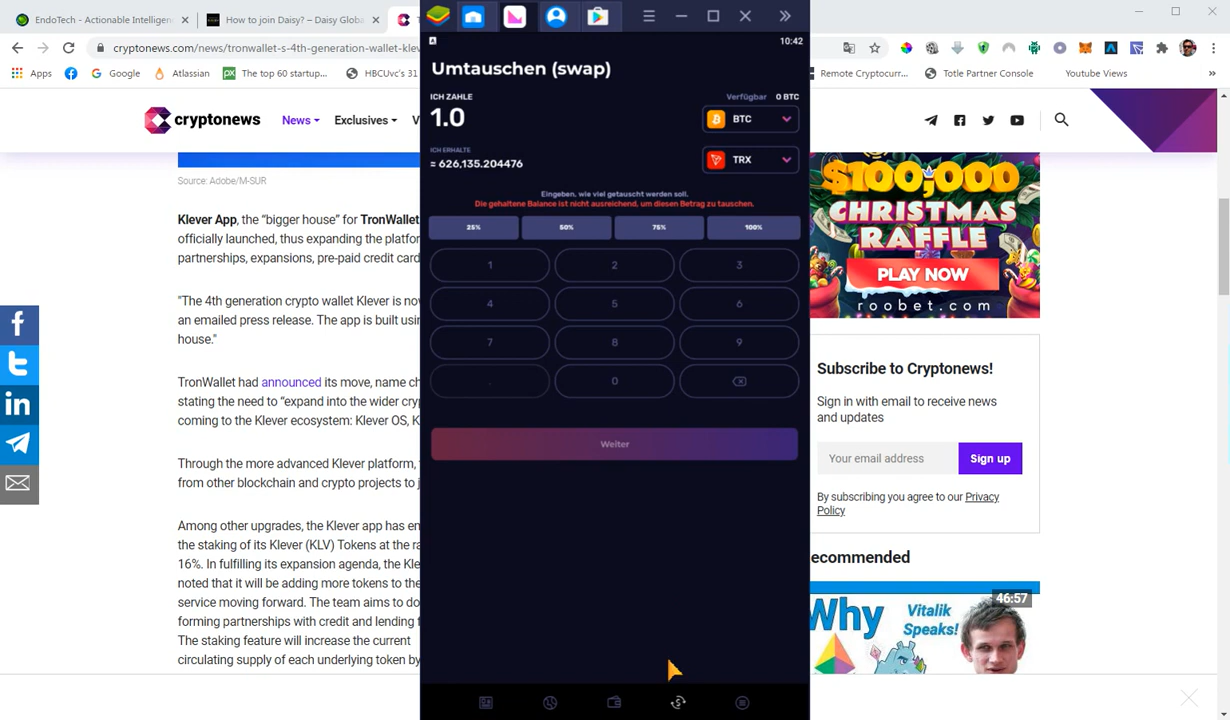 EndoTech - Actionable Intelligenc
How to join Daisy? – Daisy Globa
cryptonews.com/news/tronwallet-s-4th-generation-wallet-klev
Apps
Google
Atlassian
The top 60 startup...
HBCUvc's 31
Remote Cryptocurr...
Totle Partner Console
Youtube Views
cryptonews
News
Exclusives
Source: Adobe/M-SUR
Klever App, the “bigger house” for TronWallet
officially launched, thus expanding the platfor
partnerships, expansions, pre-paid credit card
"The 4th generation crypto wallet Klever is nov
an emailed press release. The app is built usin
house."
TronWallet had announced its move, name ch
stating the need to “expand into the wider cryp
coming to the Klever ecosystem: Klever OS, K
Through the more advanced Klever platform,
from other blockchain and crypto projects to j
Among other upgrades, the Klever app has en
the staking of its Klever (KLV) Tokens at the ra
16%. In fulfilling its expansion agenda, the Kle
noted that it will be adding more tokens to the
service moving forward. The team aims to do
forming partnerships with credit and lending f
The staking feature will increase the current
circulating supply of each underlying token by
10:42
Umtauschen (swap)
ICH ZAHLE
Verfügbar 0 BTC
1.0
BTC
ICH ERHALTE
≈ 626,135.204476
TRX
Eingeben, wie viel getauscht werden soll.
Die gehaltene Balance ist nicht ausreichend, um diesen Betrag zu tauschen.
25% 50% 75% 100%
1 2 3
4 5 6
7 8 9
. 0
Weiter
$100,000
CHRISTMAS
RAFFLE
PLAY NOW
roobet.com
Subscribe to Cryptonews!
Sign in with email to receive news
and updates
Your email address
Sign up
By subscribing you agree to our Privacy
Policy
ecommended
46:57
Why
Vitalik
Speaks!